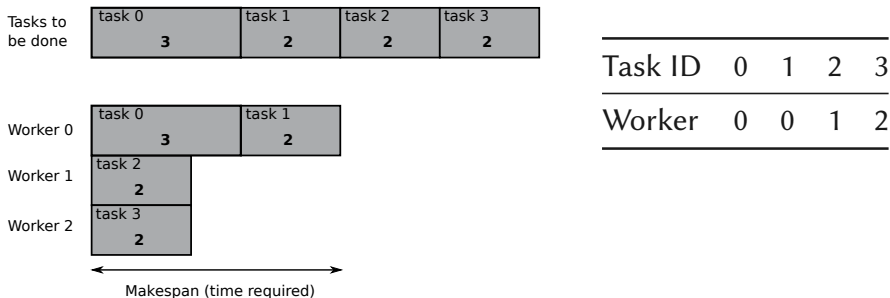 Tasks to
be done
task 0 task 1 task 2 task 3
3 2 2 2
Worker 0
task 0 task 1
3 2
Worker 1
task 2
2
Worker 2
task 3
2
Makespan (time required)
Task ID 0 1 2 3
Worker 0 0 1 2